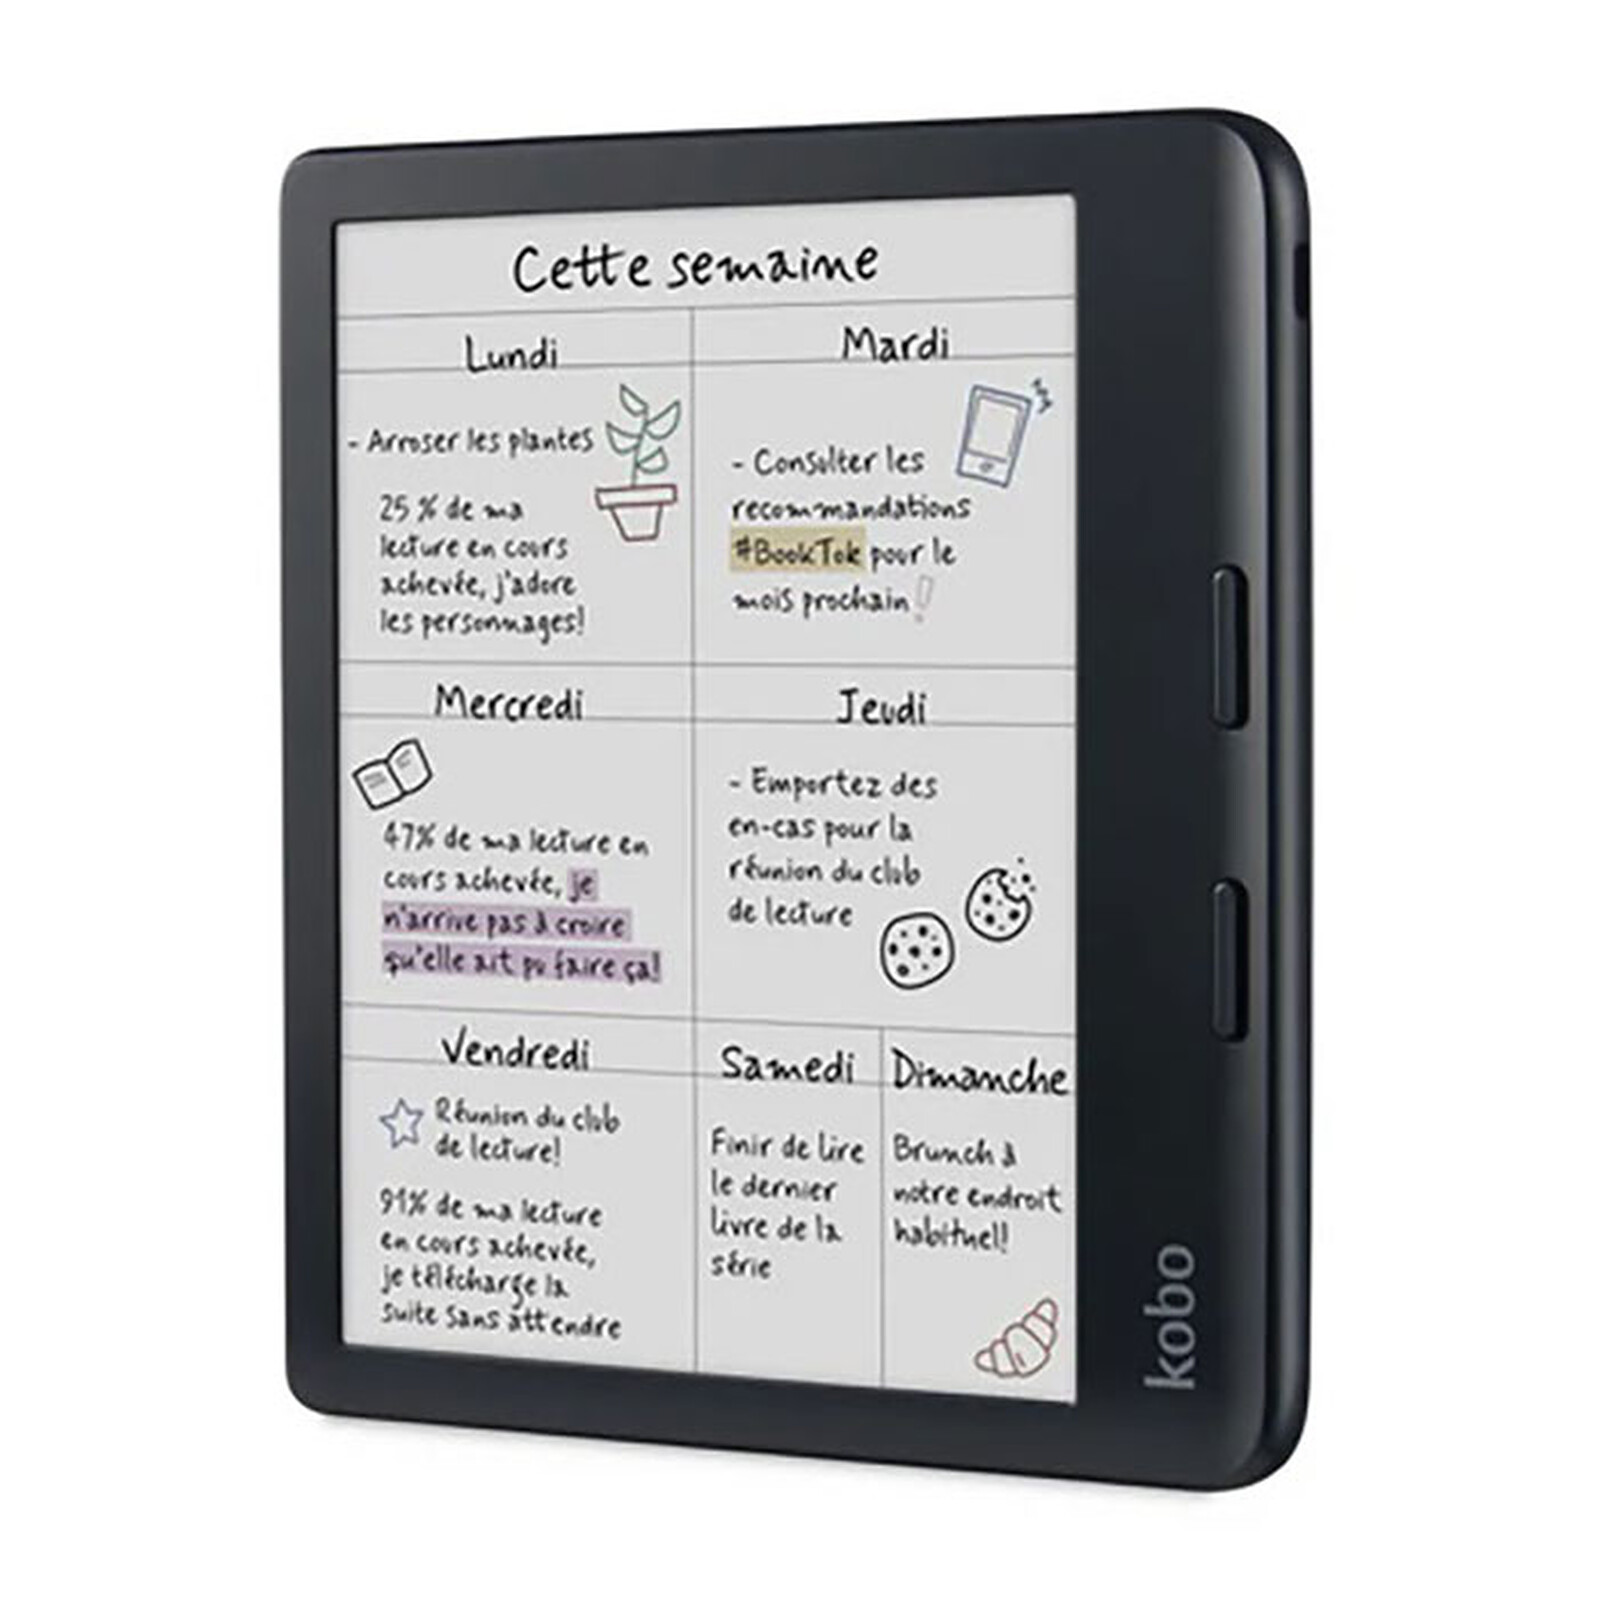 Cette semaine
Lundi
- Arroser les plantes
25 % de ma
lecture en cours
achevée, j'adore
les personnages!
Mardi
- Consulter les
recommandations
#BookTok pour le
mois prochain!
Mercredi
47% de ma lecture en
cours achevée, je
n'arrive pas à croire
qu'elle ait pu faire ça!
Jeudi
- Emportez des
en-cas pour la
réunion du club
de lecture
Vendredi
Réunion du club
de lecture!
91% de ma lecture
en cours achevée,
je télécharge la
suite sans attendre
Samedi
Finir de lire
le dernier
livre de la
série
Dimanche
Brunch à
notre endroit
habituel!
kobo